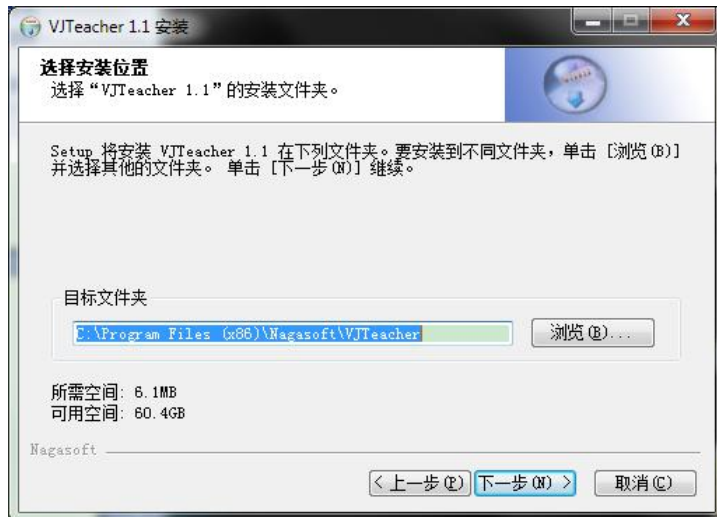 VJTeacher 1.1 安装
选择安装位置
选择“VJTeacher 1.1”的安装文件夹。
Setup 将安装 VJTeacher 1.1 在下列文件夹。要安装到不同文件夹，单击 [浏览(B)]
并选择其他的文件夹。 单击 [下一步(N)] 继续。
目标文件夹
C:\Program Files (x86)\Nagasoft\VJTeacher
浏览(B)...
所需空间: 6.1MB
可用空间: 60.4GB
Nagasoft
< 上一步(P)
下一步(N) >
取消(C)